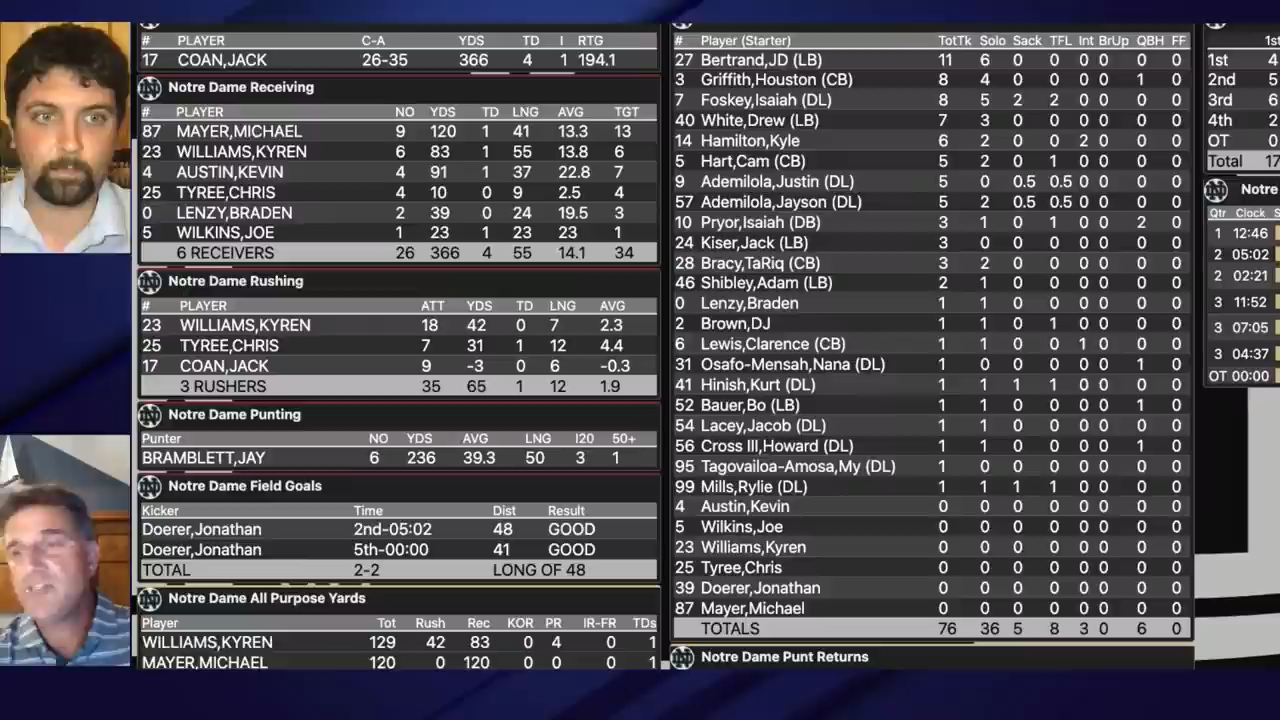 # PLAYER C-A YDS TD I RTG
17 COAN,JACK 26-35 366 4 1 194.1
Notre Dame Receiving
# PLAYER NO YDS TD LNG AVG TGT
87 MAYER,MICHAEL 9 120 1 41 13.3 13
23 WILLIAMS,KYREN 6 83 1 55 13.8 6
4 AUSTIN,KEVIN 4 91 1 37 22.8 7
25 TYREE,CHRIS 4 10 0 9 2.5 4
0 LENZY,BRADEN 2 39 0 24 19.5 3
5 WILKINS,JOE 1 23 1 23 23 1
6 RECEIVERS 26 366 4 55 14.1 34
Notre Dame Rushing
# PLAYER ATT YDS TD LNG AVG
23 WILLIAMS,KYREN 18 42 0 7 2.3
25 TYREE,CHRIS 7 31 1 12 4.4
17 COAN,JACK 9 -3 0 6 -0.3
3 RUSHERS 35 65 1 12 1.9
Notre Dame Punting
Punter NO YDS AVG LNG I20 50+
BRAMBLETT,JAY 6 236 39.3 50 3 1
Notre Dame Field Goals
Kicker Time Dist Result
Doerer,Jonathan 2nd-05:02 48 GOOD
Doerer,Jonathan 5th-00:00 41 GOOD
TOTAL 2-2 LONG OF 48
Notre Dame All Purpose Yards
Player Tot Rush Rec KOR PR IR-FR TDs
WILLIAMS,KYREN 129 42 83 0 4 0 1
MAYER,MICHAEL 120 0 120 0 0 0 1
# Player (Starter) TotTk Solo Sack TFL Int BrUp QBH FF
27 Bertrand,JD (LB) 11 6 0 0 0 0 0 0
3 Griffith,Houston (CB) 8 4 0 0 0 0 1 0
7 Foskey,Isaiah (DL) 8 5 2 2 0 0 0 0
40 White,Drew (LB) 7 3 0 0 0 0 0 0
14 Hamilton,Kyle 6 2 0 0 2 0 0 0
5 Hart,Cam (CB) 5 2 0 1 0 0 0 0
9 Ademilola,Justin (DL) 5 0 0.5 0.5 0 0 0 0
57 Ademilola,Jayson (DL) 5 2 0.5 0.5 0 0 0 0
10 Pryor,Isaiah (DB) 3 1 0 1 0 0 2 0
24 Kiser,Jack (LB) 3 0 0 0 0 0 0 0
28 Bracy,TaRiq (CB) 3 2 0 0 0 0 0 0
46 Shibley,Adam (LB) 2 1 0 0 0 0 0 0
0 Lenzy,Braden 1 1 0 0 0 0 0 0
2 Brown,DJ 1 1 0 1 0 0 0 0
6 Lewis,Clarence (CB) 1 1 0 0 1 0 0 0
31 Osafo-Mensah,Nana (DL) 1 0 0 0 0 0 1 0
41 Hinish,Kurt (DL) 1 1 1 1 0 0 0 0
52 Bauer,Bo (LB) 1 1 0 0 0 0 1 0
54 Lacey,Jacob (DL) 1 1 0 0 0 0 0 0
56 Cross III,Howard (DL) 1 1 0 0 0 0 1 0
95 Tagovailoa-Amosa,My (DL) 1 0 0 0 0 0 0 0
99 Mills,Rylie (DL) 1 1 1 1 0 0 0 0
4 Austin,Kevin 0 0 0 0 0 0 0 0
5 Wilkins,Joe 0 0 0 0 0 0 0 0
23 Williams,Kyren 0 0 0 0 0 0 0 0
25 Tyree,Chris 0 0 0 0 0 0 0 0
39 Doerer,Jonathan 0 0 0 0 0 0 0 0
87 Mayer,Michael 0 0 0 0 0 0 0 0
TOTALS 76 36 5 8 3 0 6 0
Notre Dame Punt Returns
1st
1st 4
2nd 5
3rd 6
4th 2
OT 0
Total 17
Notre
Qtr Clock S
1 12:46
2 05:02
2 02:21
3 11:52
3 07:05
3 04:37
OT 00:00